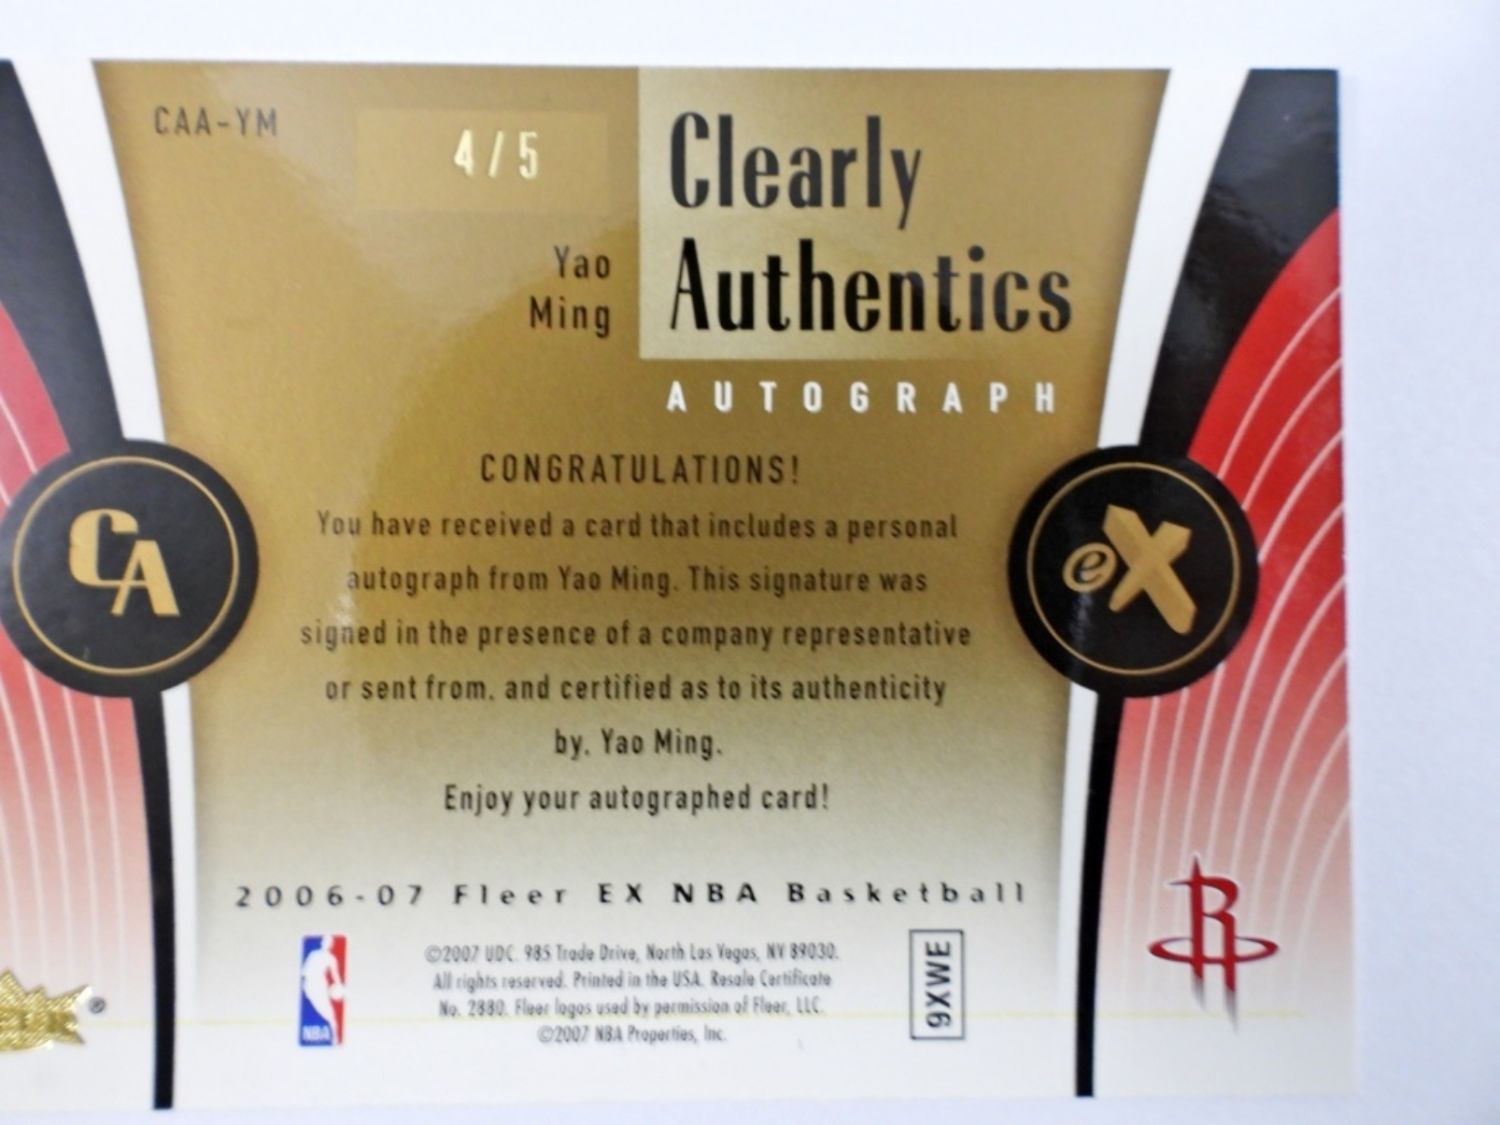 CAA-YM
4/5
Clearly
Authentics
AUTOGRAPH
Yao
Ming
CONGRATULATIONS!
You have received a card that includes a personal
autograph from Yao Ming. This signature was
signed in the presence of a company representative
or sent from, and certified as to its authenticity
by, Yao Ming.
Enjoy your autographed card!
CA
eX
2006-07 Fleer EX NBA Basketball
©2007 UDC. 985 Trade Drive, North Las Vegas, NV 89030.
All rights reserved. Printed in the USA. Resale Certificate
No. 2880. Fleer logos used by permission of Fleer, LLC.
©2007 NBA Properties, Inc.
NBA
9XWE
R
®